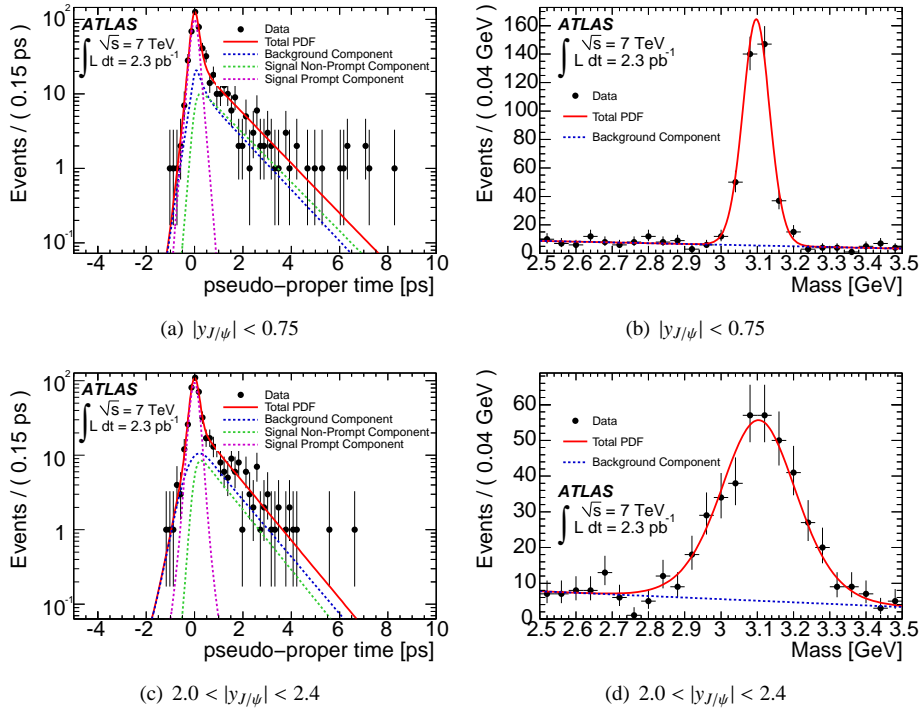 Events / ( 0.15 ps )
10²
10
1
10⁻¹
ATLAS
∫ √s = 7 TeV
L dt = 2.3 pb⁻¹
Data
Total PDF
Background Component
Signal Non-Prompt Component
Signal Prompt Component
-4 -2 0 2 4 6 8 10
pseudo-proper time [ps]
(a) |y_{J/ψ}| < 0.75
Events / ( 0.04 GeV )
160
140
120
100
80
60
40
20
0
ATLAS
∫ √s = 7 TeV
L dt = 2.3 pb⁻¹
Data
Total PDF
Background Component
2.5 2.6 2.7 2.8 2.9 3 3.1 3.2 3.3 3.4 3.5
Mass [GeV]
(b) |y_{J/ψ}| < 0.75
Events / ( 0.15 ps )
10²
10
1
10⁻¹
ATLAS
∫ √s = 7 TeV
L dt = 2.3 pb⁻¹
Data
Total PDF
Background Component
Signal Non-Prompt Component
Signal Prompt Component
-4 -2 0 2 4 6 8 10
pseudo-proper time [ps]
(c) 2.0 < |y_{J/ψ}| < 2.4
Events / ( 0.04 GeV )
60
50
40
30
20
10
0
Data
Total PDF
Background Component
ATLAS
∫ √s = 7 TeV
L dt = 2.3 pb⁻¹
2.5 2.6 2.7 2.8 2.9 3 3.1 3.2 3.3 3.4 3.5
Mass [GeV]
(d) 2.0 < |y_{J/ψ}| < 2.4